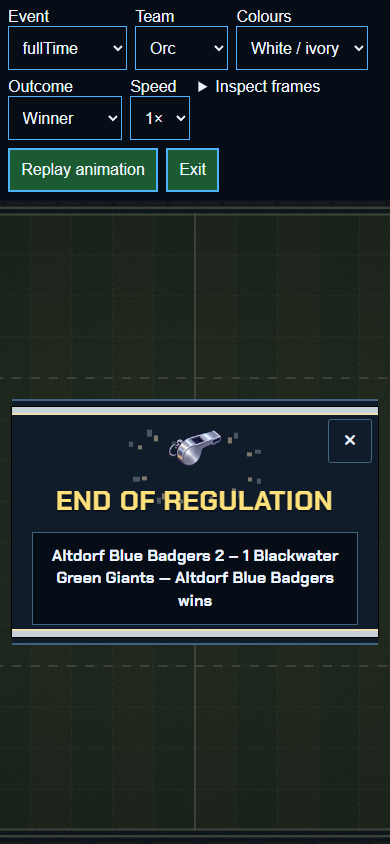 Event Team Colours
fullTime Orc White / ivory
Outcome Speed ▶ Inspect frames
Winner 1×
Replay animation Exit
×
END OF REGULATION
Altdorf Blue Badgers 2 – 1 Blackwater
Green Giants — Altdorf Blue Badgers
wins